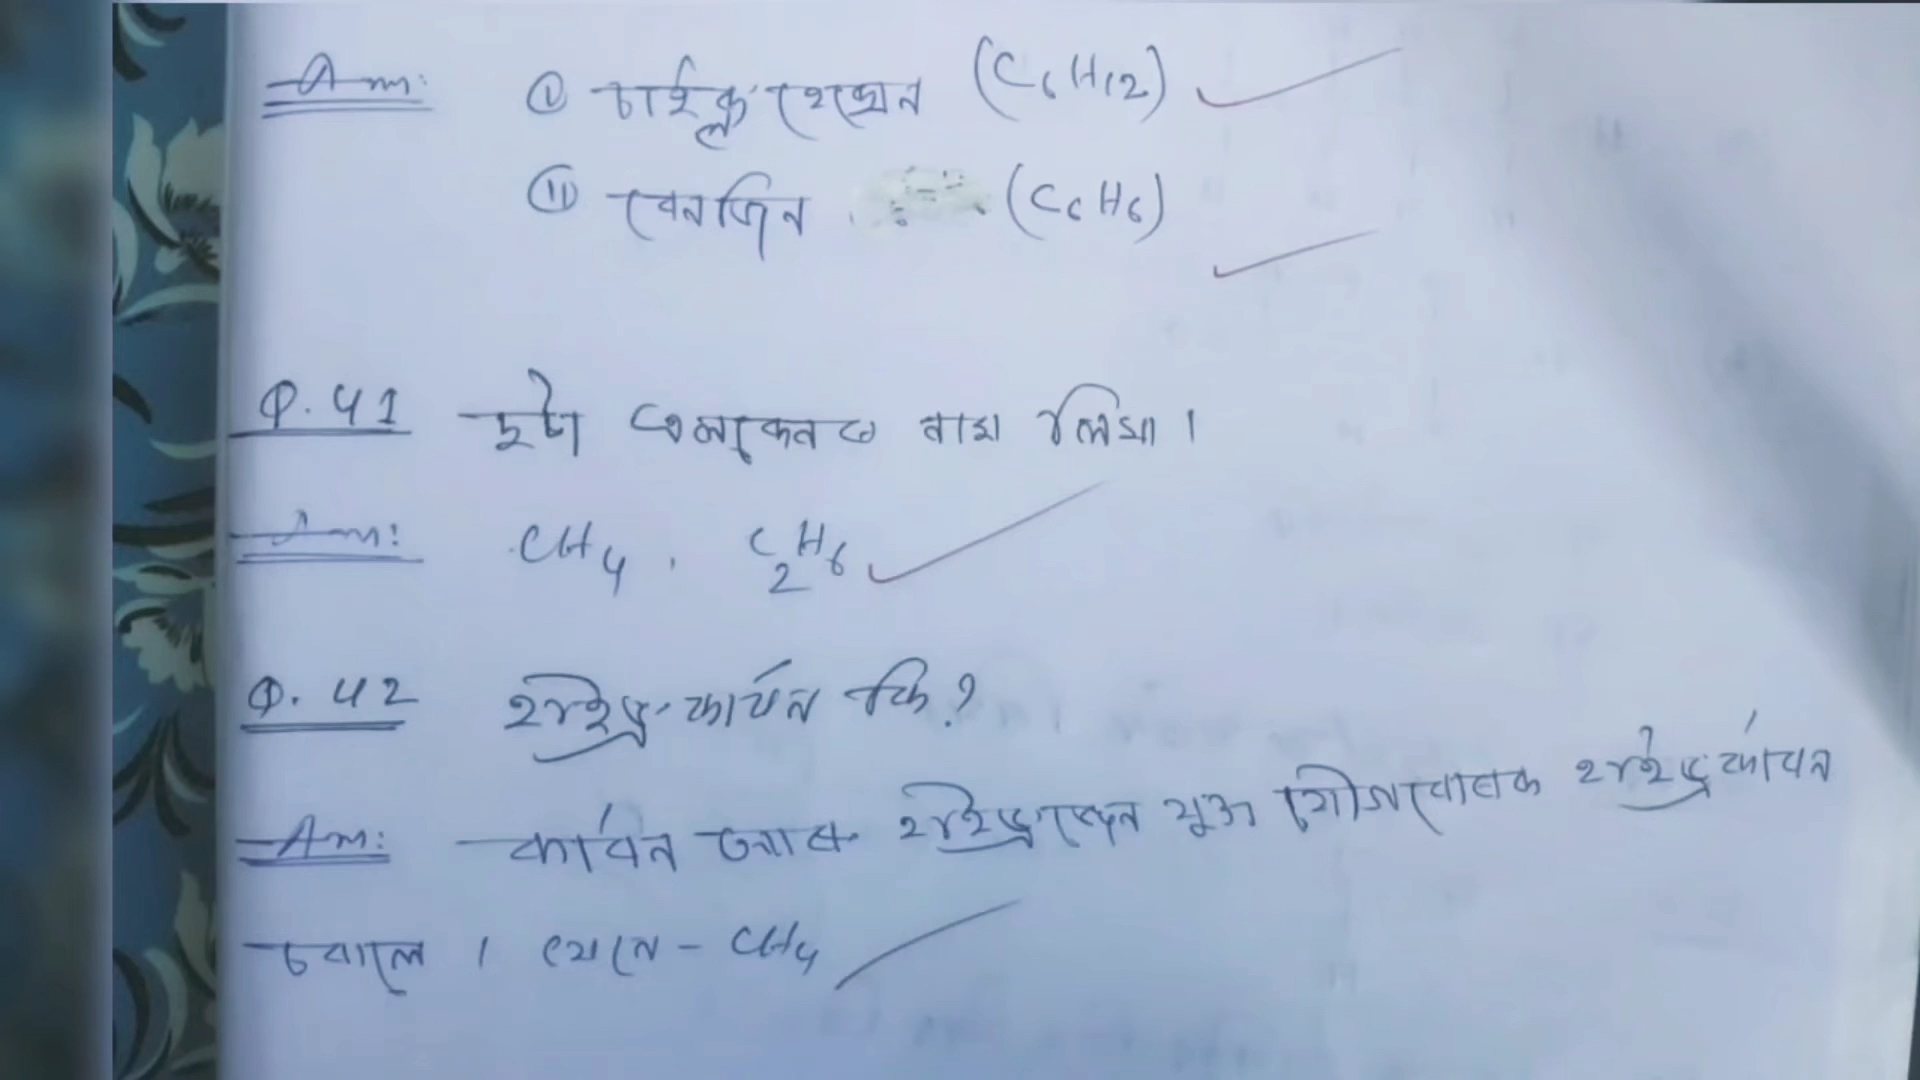 Ans: (i) চাইক্ল' হেক্সেন (C6H12)
(ii) বেনজিন (C6H6)
Q. 41 দুটা এলকেনৰ নাম লিখা।
Ans: CH4, C2H6
Q. 42 হাইড্ৰ'কাৰ্বন কি?
Ans: কাৰ্বন আৰু হাইড্ৰ'জেন যুক্ত যৌগবোৰক হাইড্ৰ'কাৰ্বন
বোলে। যেনে- CH4